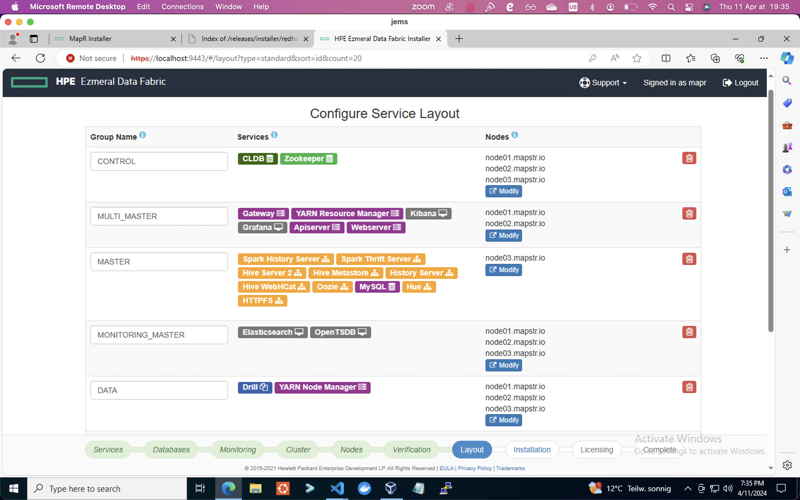 Microsoft Remote Desktop Edit Connections Window Help zoom US Thu 11 Apr at 19:35
jems
MapR Installer
Index of /releases/installer/redha
HPE Ezmeral Data Fabric Installer
Not secure https://localhost:9443/#/layout?type=standard&sort=id&count=20
HPE Ezmeral Data Fabric
Support Signed in as mapr Logout
Configure Service Layout
Group Name Services Nodes
CONTROL
CLDB Zookeeper
node01.mapstr.io
node02.mapstr.io
node03.mapstr.io
Modify
MULTI_MASTER
Gateway YARN Resource Manager Kibana
Grafana Apiserver Webserver
node01.mapstr.io
node02.mapstr.io
Modify
MASTER
Spark History Server Spark Thrift Server
Hive Server 2 Hive Metastore History Server
Hive WebHCat Oozie MySQL Hue
HTTPFS
node03.mapstr.io
Modify
MONITORING_MASTER
Elasticsearch OpenTSDB
node01.mapstr.io
node02.mapstr.io
node03.mapstr.io
Modify
DATA
Drill YARN Node Manager
node01.mapstr.io
node02.mapstr.io
node03.mapstr.io
Modify
Services Databases Monitoring Cluster Nodes Verification Layout Installation Licensing Complete
Activate Windows
Go to Settings to activate Windows.
© 2015-2021 Hewlett Packard Enterprise Development LP. All Rights Reserved | EULA | Privacy Policy | Trademarks
Type here to search
12°C Teilw. sonnig
7:35 PM
4/11/2024